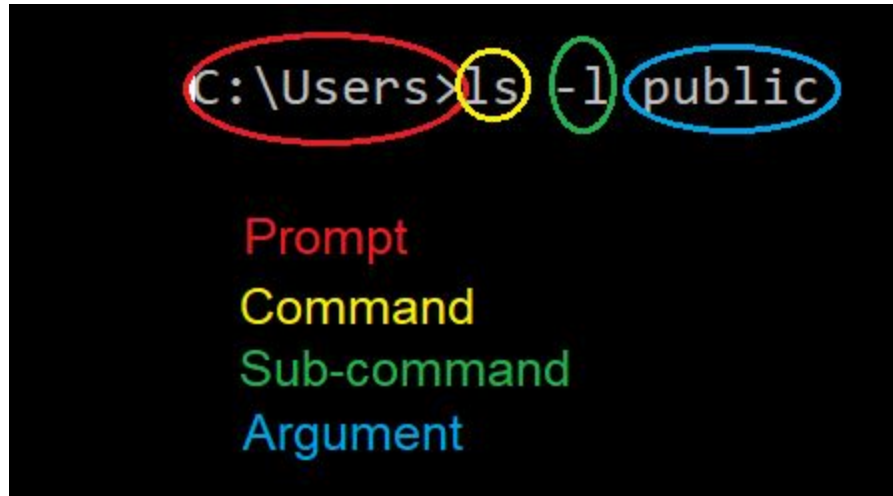 C:\Users>ls -l public
Prompt
Command
Sub-command
Argument